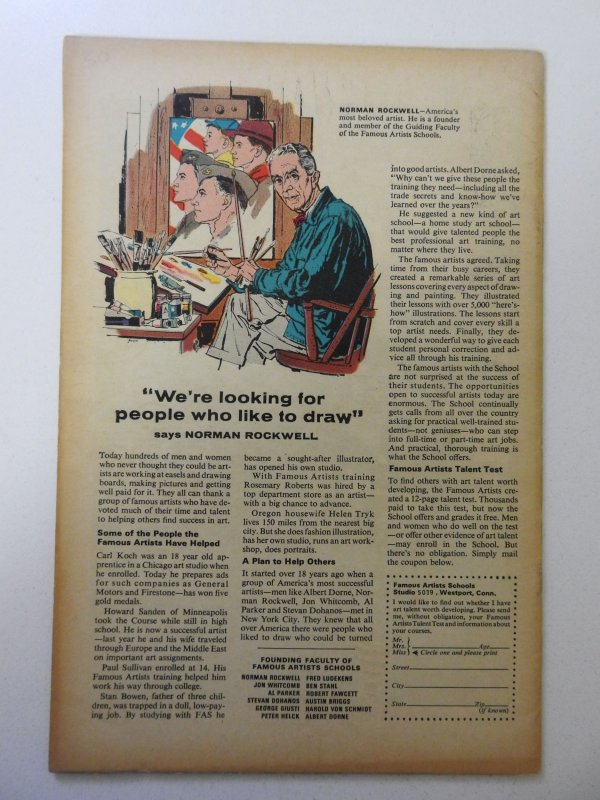 NORMAN ROCKWELL—America's
most beloved artist. He is a founder
and member of the Guiding Faculty
of the Famous Artists Schools.
"We're looking for
people who like to draw"
says NORMAN ROCKWELL
Today hundreds of men and women
who never thought they could be art-
ists are working at easels and drawing
boards, making pictures and getting
well paid for it. They all can thank a
group of famous artists who have de-
voted much of their time and talent
to helping others find success in art.
Some of the People the
Famous Artists Have Helped
Carl Koch was an 18 year old ap-
prentice in a Chicago art studio when
he enrolled. Today he prepares ads
for such companies as General
Motors and Firestone—has won five
gold medals.
Howard Sanden of Minneapolis
took the Course while still in high
school. He is now a successful artist
—last year he and his wife traveled
through Europe and the Middle East
on important art assignments.
Paul Sullivan enrolled at 14. His
Famous Artists training helped him
work his way through college.
Stan Bowen, father of three chil-
dren, was trapped in a dull, low-pay-
ing job. By studying with FAS he
became a sought-after illustrator,
has opened his own studio.
With Famous Artists training
Rosemary Roberts was hired by a
top department store as an artist—
with a big chance to advance.
Oregon housewife Helen Tryk
lives 150 miles from the nearest big
city. But she does fashion illustration,
has her own studio, runs an art work-
shop, does portraits.
A Plan to Help Others
It started over 18 years ago when a
group of America's most successful
artists—men like Albert Dorne, Nor-
man Rockwell, Jon Whitcomb, Al
Parker and Stevan Dohanos—met in
New York City. They knew that all
over America there were people who
liked to draw who could be turned
into good artists. Albert Dorne asked,
"Why can't we give these people the
training they need—including all the
trade secrets and know-how we've
learned over the years?"
He suggested a new kind of art
school—a home study art school—
that would give talented people the
best professional art training, no
matter where they live.
The famous artists agreed. Taking
time from their busy careers, they
created a remarkable series of art
lessons covering every aspect of draw-
ing and painting. They illustrated
their lessons with over 5,000 "here's-
how" illustrations. The lessons start
from scratch and cover every skill a
top artist needs. Finally, they de-
veloped a wonderful way to give each
student personal correction and ad-
vice all through his training.
The famous artists with the School
are not surprised at the success of
their students. The opportunities
open to successful artists today are
enormous. The School continually
gets calls from all over the country
asking for practical well-trained stu-
dents—not geniuses—who can step
into full-time or part-time art jobs.
And practical, thorough training is
what the School offers.
Famous Artists Talent Test
To find others with art talent worth
developing, the Famous Artists cre-
ated a 12-page talent test. Thousands
paid to take this test, but now the
School offers and grades it free. Men
and women who do well on the test
—or offer other evidence of art talent
—may enroll in the School. But
there's no obligation. Simply mail
the coupon below.
FOUNDING FACULTY OF
FAMOUS ARTISTS SCHOOLS
NORMAN ROCKWELL FRED LUDEKENS
JON WHITCOMB BEN STAHL
AL PARKER ROBERT FAWCETT
STEVAN DOHANOS AUSTIN BRIGGS
GEORGE GIUSTI HAROLD VON SCHMIDT
PETER HELCK ALBERT DORNE
Famous Artists Schools
Studio 5039, Westport, Conn.
I would like to find out whether I have
art talent worth developing. Please send
me, without obligation, your Famous
Artists Talent Test and information about
your courses.
Mr.
Mrs. Age
Miss Circle one and please print
Street
City
State Zip
(if known)